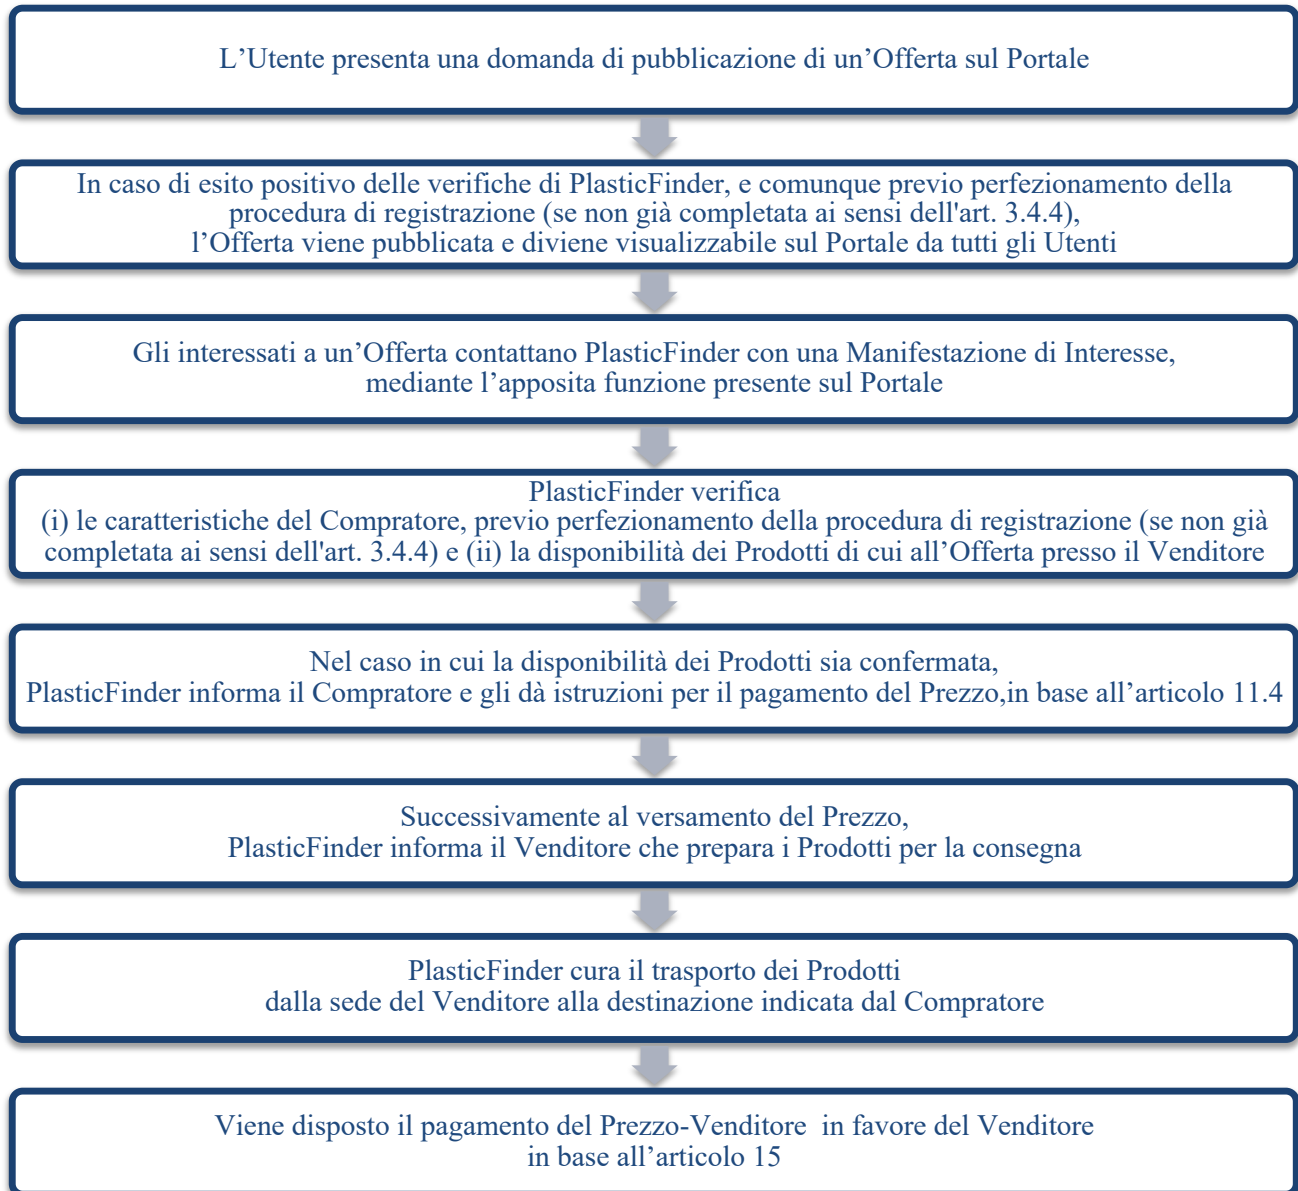 L’Utente presenta una domanda di pubblicazione di un’Offerta sul Portale
In caso di esito positivo delle verifiche di PlasticFinder, e comunque previo perfezionamento della
procedura di registrazione (se non già completata ai sensi dell'art. 3.4.4),
l’Offerta viene pubblicata e diviene visualizzabile sul Portale da tutti gli Utenti
Gli interessati a un’Offerta contattano PlasticFinder con una Manifestazione di Interesse,
mediante l’apposita funzione presente sul Portale
PlasticFinder verifica
(i) le caratteristiche del Compratore, previo perfezionamento della procedura di registrazione (se non già
completata ai sensi dell'art. 3.4.4) e (ii) la disponibilità dei Prodotti di cui all’Offerta presso il Venditore
Nel caso in cui la disponibilità dei Prodotti sia confermata,
PlasticFinder informa il Compratore e gli dà istruzioni per il pagamento del Prezzo,in base all’articolo 11.4
Successivamente al versamento del Prezzo,
PlasticFinder informa il Venditore che prepara i Prodotti per la consegna
PlasticFinder cura il trasporto dei Prodotti
dalla sede del Venditore alla destinazione indicata dal Compratore
Viene disposto il pagamento del Prezzo-Venditore  in favore del Venditore
in base all’articolo 15